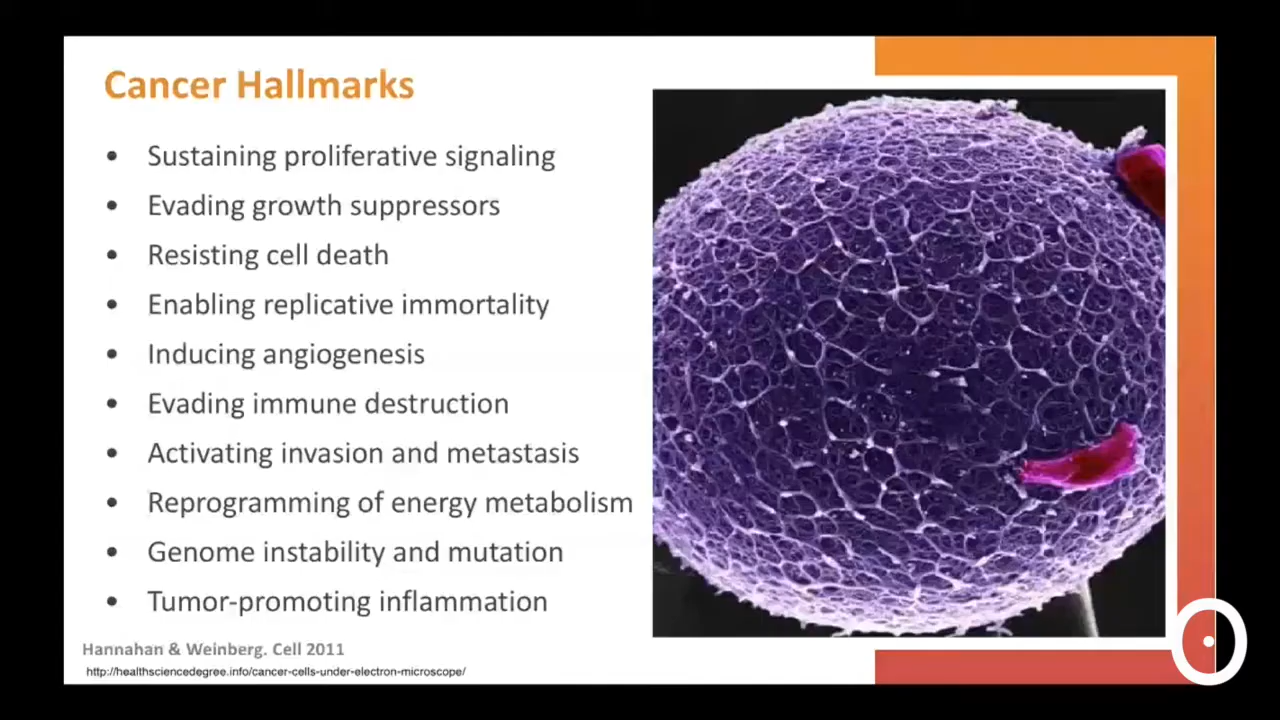 Cancer Hallmarks
• Sustaining proliferative signaling
• Evading growth suppressors
• Resisting cell death
• Enabling replicative immortality
• Inducing angiogenesis
• Evading immune destruction
• Activating invasion and metastasis
• Reprogramming of energy metabolism
• Genome instability and mutation
• Tumor-promoting inflammation
Hannahan & Weinberg. Cell 2011
http://healthsciencedegree.info/cancer-cells-under-electron-microscope/